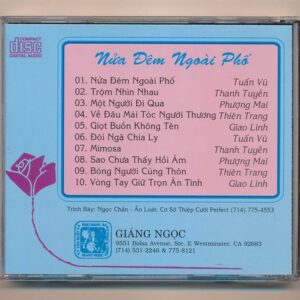 COMPACT
disc
DIGITAL AUDIO
Nửa Đêm Ngoài Phố
01. Nửa Đêm Ngoài Phố Tuấn Vũ
02. Trộm Nhìn Nhau Thanh Tuyền
03. Một Người Đi Qua Phượng Mai
04. Về Đâu Mái Tóc Người Thương Thiên Trang
05. Giọt Buồn Không Tên Giao Linh
06. Đôi Ngã Chia Ly Tuấn Vũ
07. Mimosa Thanh Tuyền
08. Sao Chưa Thấy Hồi Âm Phượng Mai
09. Bóng Người Cùng Thôn Thiên Trang
10. Vòng Tay Giữ Trọn Ân Tình Giao Linh
Trình Bày: Ngọc Chấn - Ấn Loát: Cơ Sở Thiệp Cưới Perfect (714) 775-4553
GIÁNG NGỌC
9551 Bolsa Avenue, Ste. E Westminster, CA 92683
(714) 531-2246 & 775-8121